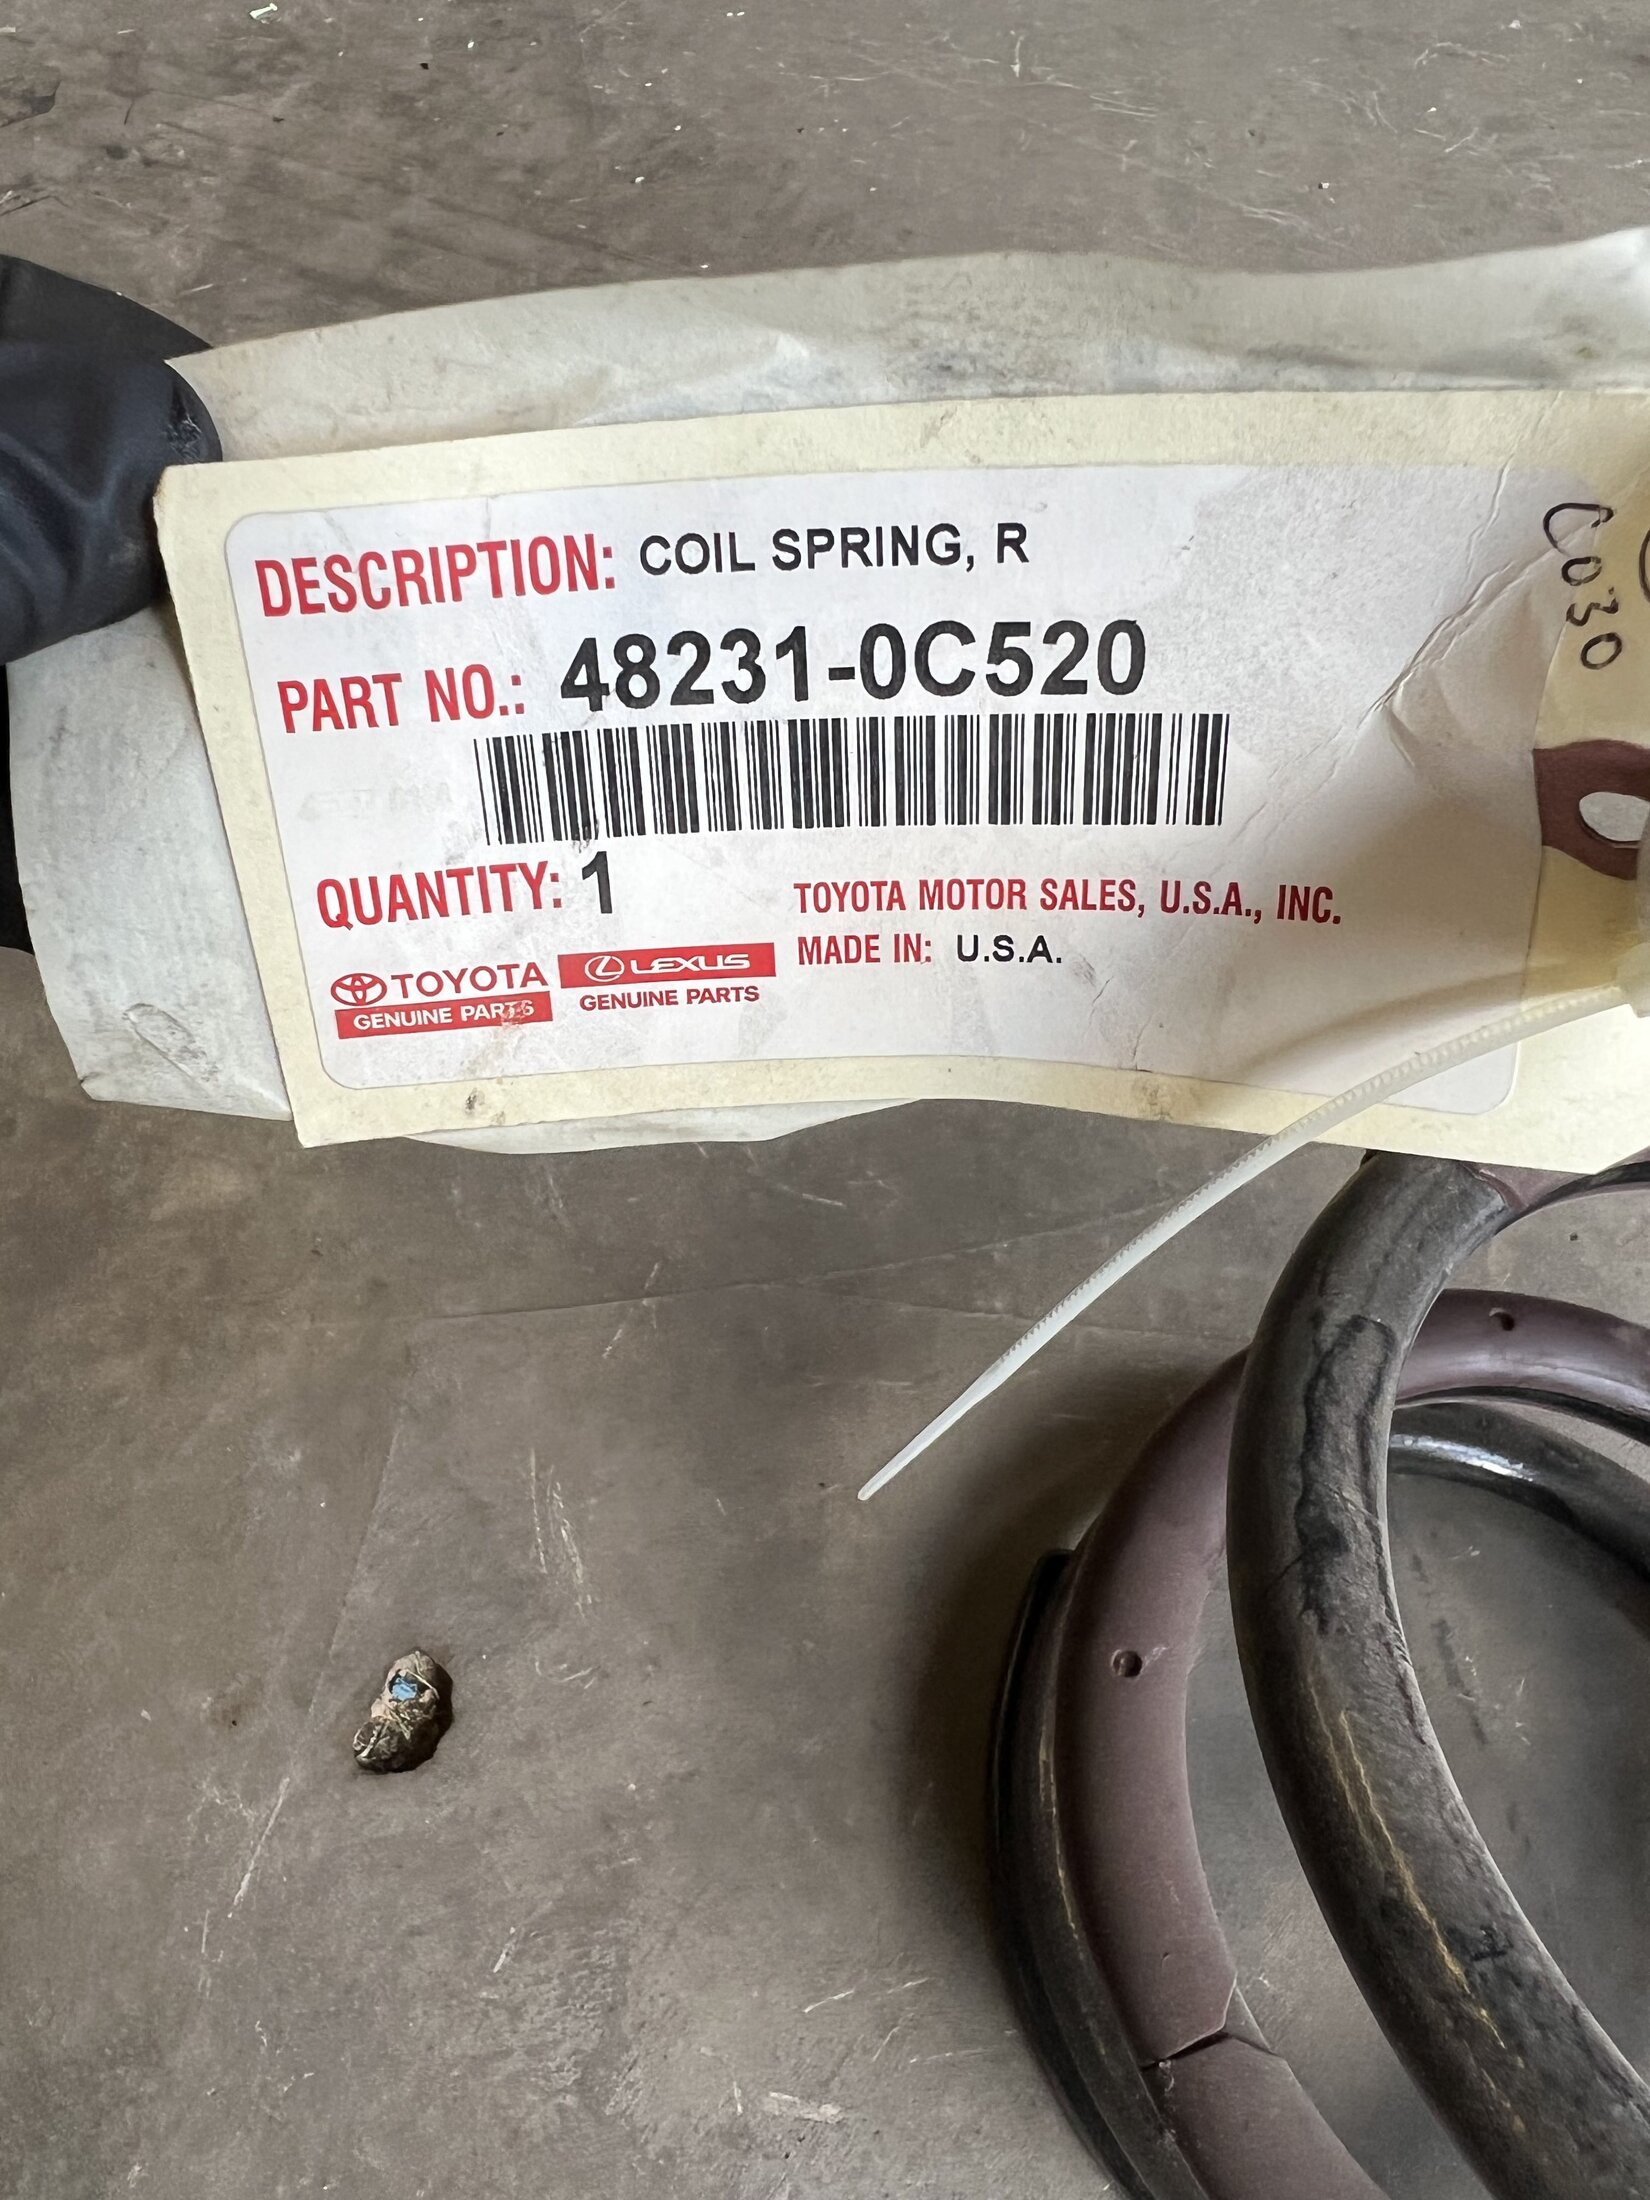 DESCRIPTION: COIL SPRING, R
PART NO.: 48231-0C520
QUANTITY: 1
TOYOTA MOTOR SALES, U.S.A., INC.
MADE IN: U.S.A.
TOYOTA
GENUINE PARTS
LEXUS
GENUINE PARTS
C030